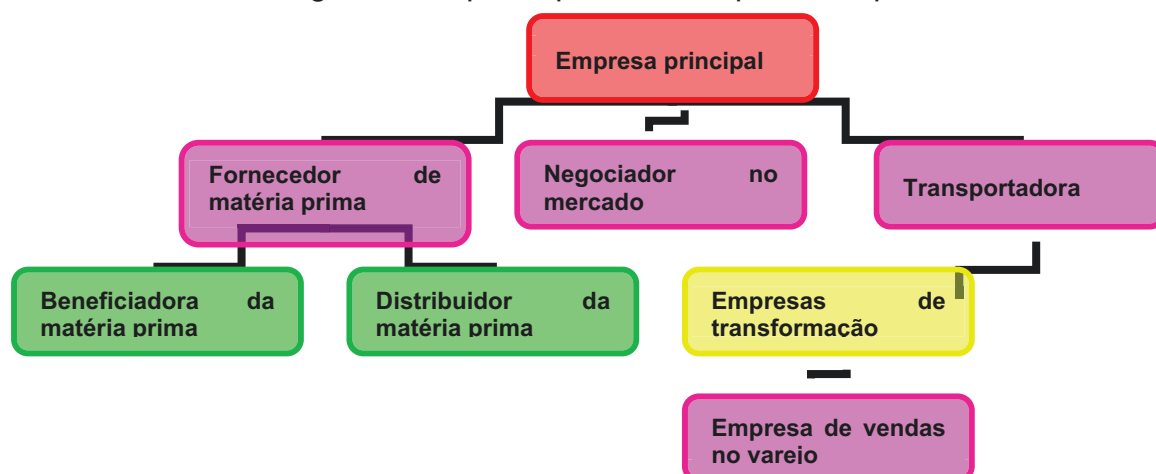 Empresa principal
Fornecedor de
matéria prima
Negociador no
mercado
Transportadora
Beneficiadora da
matéria prima
Distribuidor da
matéria prima
Empresas de
transformação
Empresa de vendas
no varejo